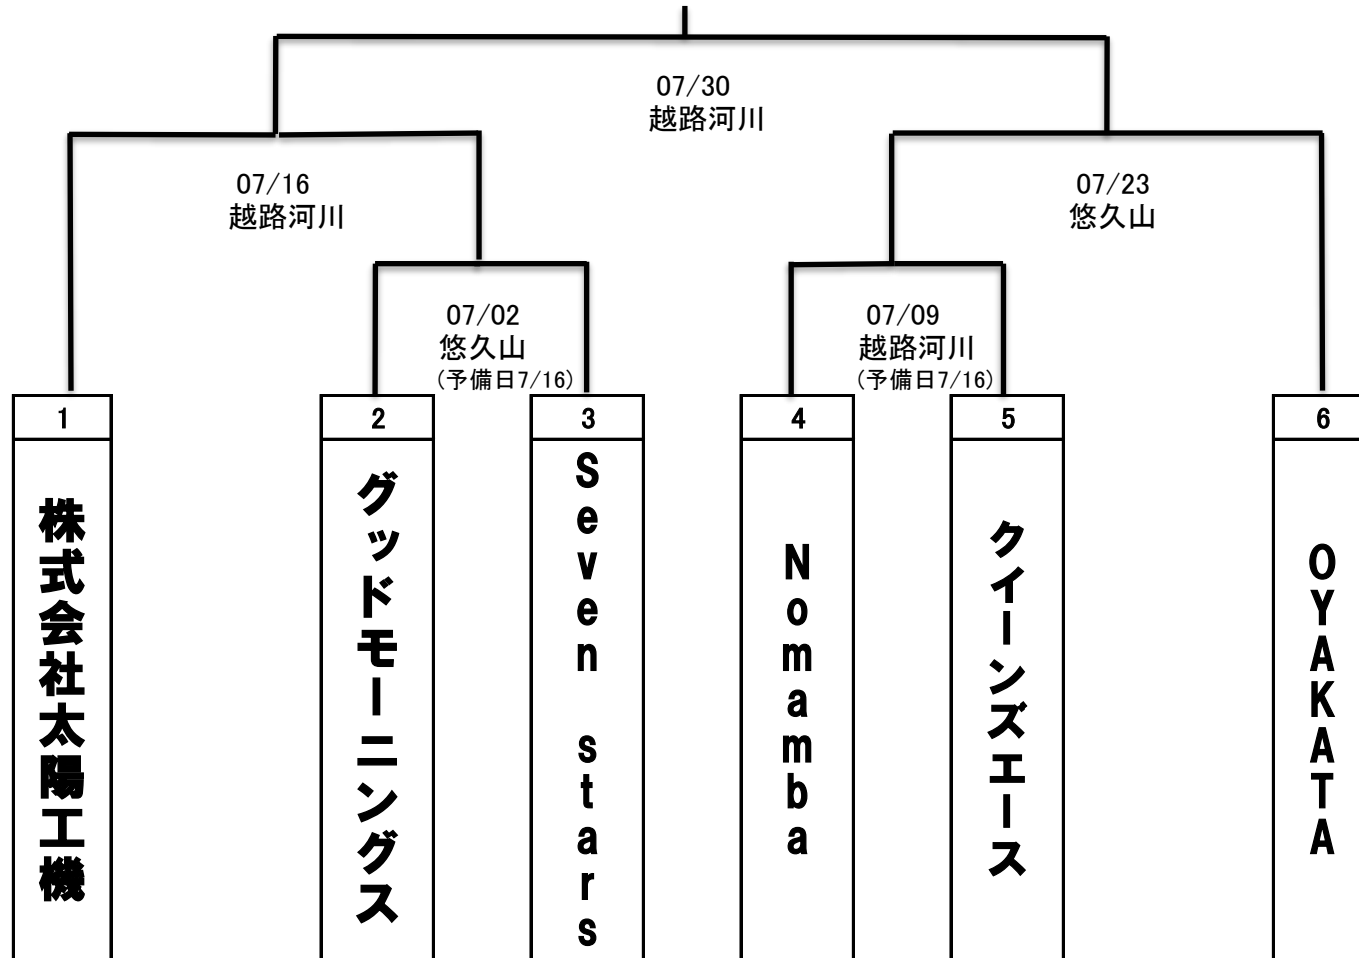 07/30
越路河川
07/16
越路河川
07/23
悠久山
07/02
悠久山
(予備日7/16)
07/09
越路河川
(予備日7/16)
1
2
3
4
5
6
株式会社太陽工機
グッドモーニングス
Seven stars
Nomamba
クイーンズエース
OYAKATA